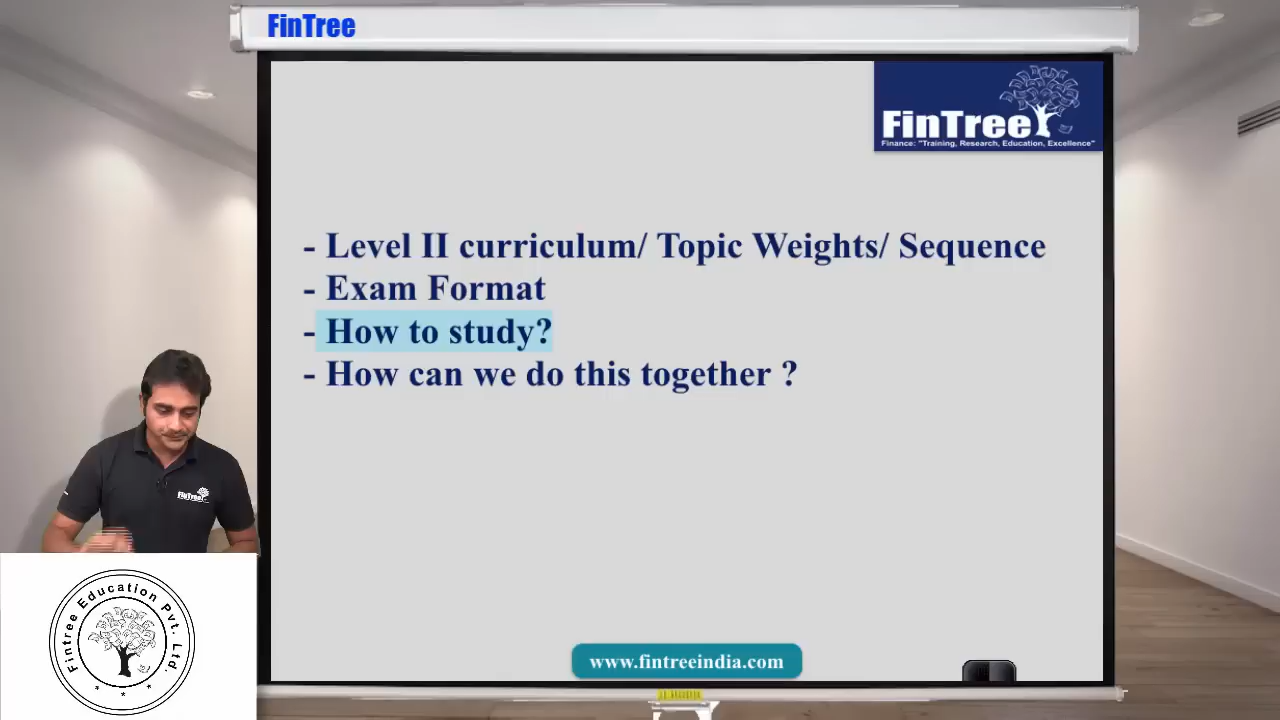 FinTree
FinTree
Finance: "Training, Research, Education, Excellence"
- Level II curriculum/ Topic Weights/ Sequence
- Exam Format
- How to study?
- How can we do this together ?
FinTree
Fintree Education Pvt. Ltd.
* * *
www.fintreeindia.com